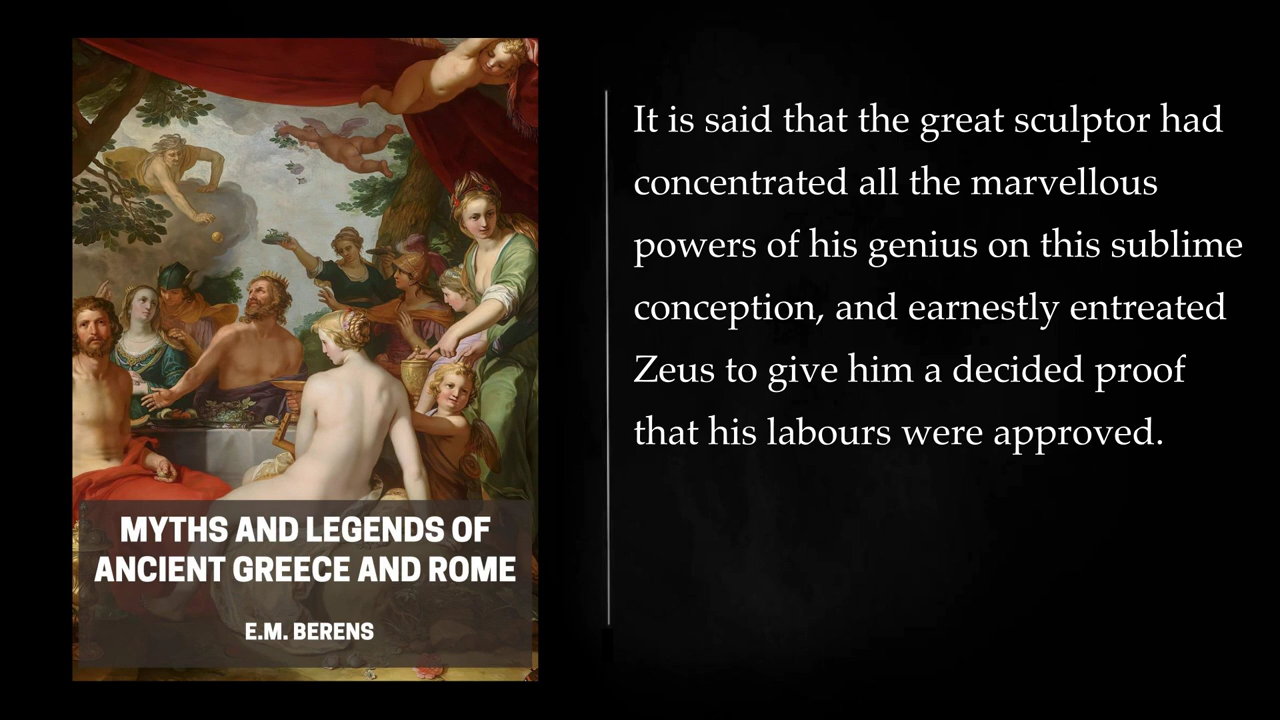 MYTHS AND LEGENDS OF
ANCIENT GREECE AND ROME
E.M. BERENS
It is said that the great sculptor had
concentrated all the marvellous
powers of his genius on this sublime
conception, and earnestly entreated
Zeus to give him a decided proof
that his labours were approved.